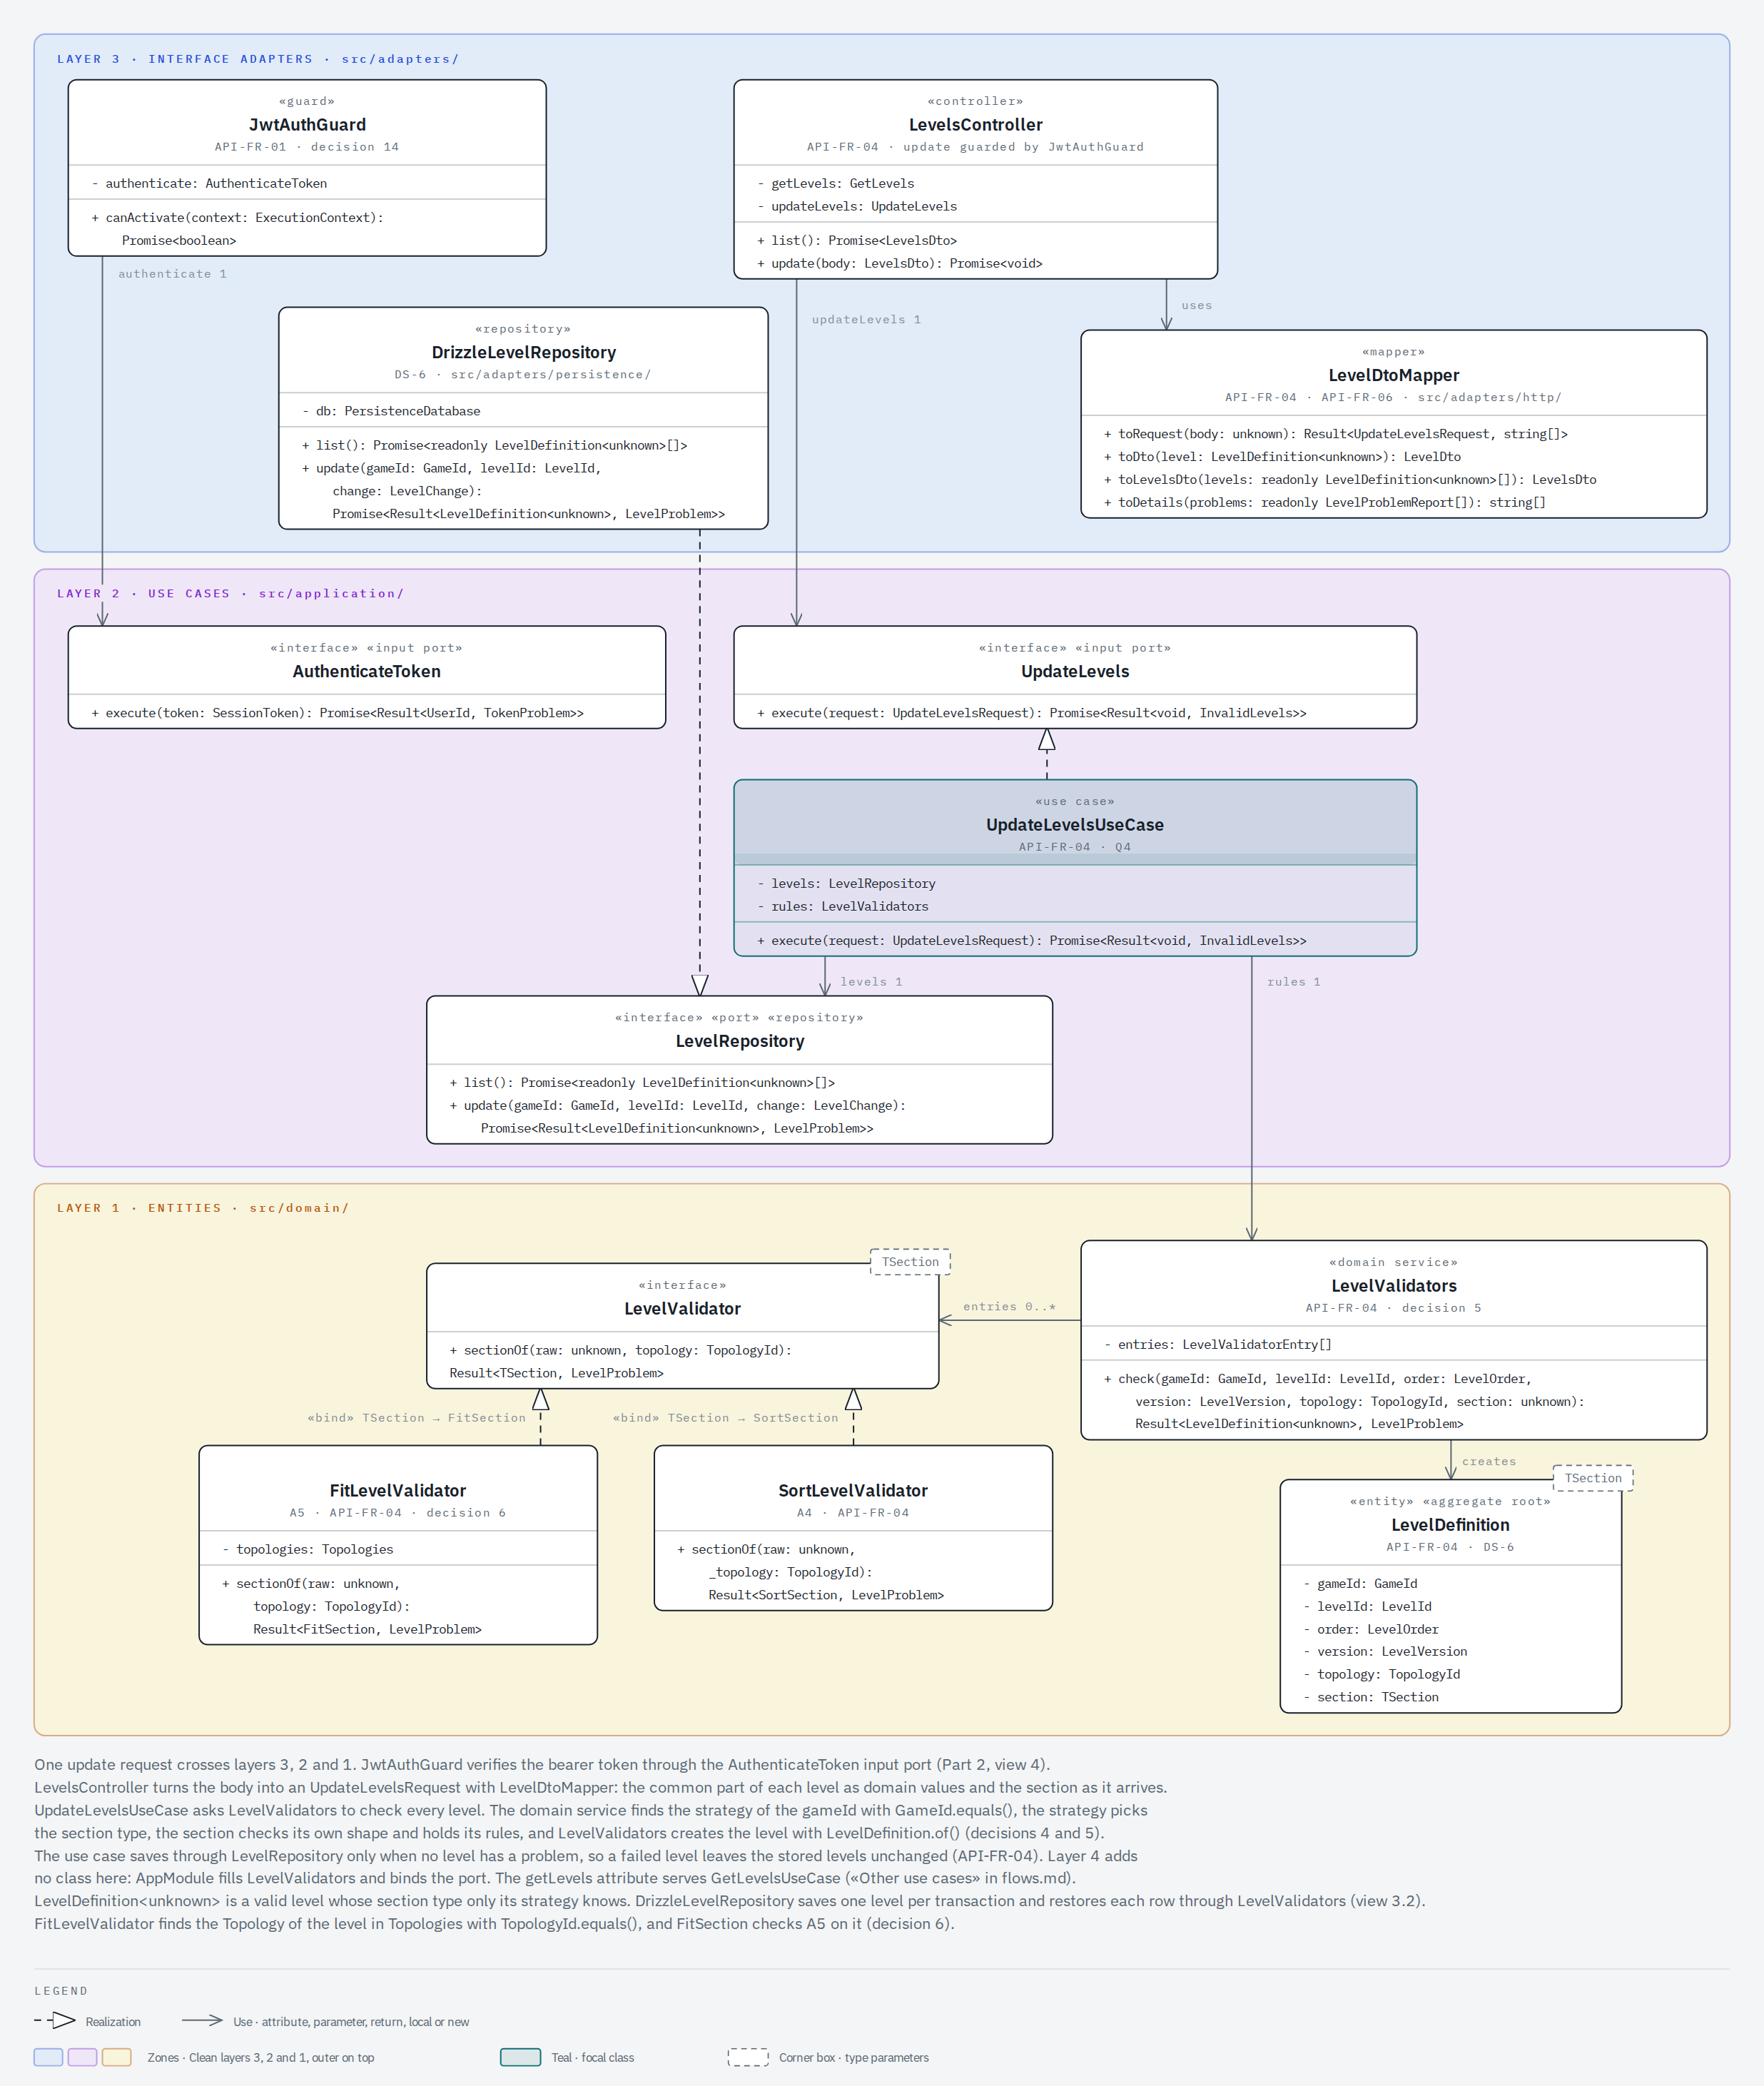 LAYER 3 · INTERFACE ADAPTERS · src/adapters/
«guard»
JwtAuthGuard
API-FR-01 · decision 14
- authenticate: AuthenticateToken
+ canActivate(context: ExecutionContext):
Promise<boolean>
authenticate 1
«controller»
LevelsController
API-FR-04 · update guarded by JwtAuthGuard
- getLevels: GetLevels
- updateLevels: UpdateLevels
+ list(): Promise<LevelsDto>
+ update(body: LevelsDto): Promise<void>
updateLevels 1
uses
«repository»
DrizzleLevelRepository
DS-6 · src/adapters/persistence/
- db: PersistenceDatabase
+ list(): Promise<readonly LevelDefinition<unknown>[]>
+ update(gameId: GameId, levelId: LevelId,
change: LevelChange):
Promise<Result<LevelDefinition<unknown>, LevelProblem>>
«mapper»
LevelDtoMapper
API-FR-04 · API-FR-06 · src/adapters/http/
+ toRequest(body: unknown): Result<UpdateLevelsRequest, string[]>
+ toDto(level: LevelDefinition<unknown>): LevelDto
+ toLevelsDto(levels: readonly LevelDefinition<unknown>[]): LevelsDto
+ toDetails(problems: readonly LevelProblemReport[]): string[]
LAYER 2 · USE CASES · src/application/
«interface» «input port»
AuthenticateToken
+ execute(token: SessionToken): Promise<Result<UserId, TokenProblem>>
«interface» «input port»
UpdateLevels
+ execute(request: UpdateLevelsRequest): Promise<Result<void, InvalidLevels>>
«use case»
UpdateLevelsUseCase
API-FR-04 · Q4
- levels: LevelRepository
- rules: LevelValidators
+ execute(request: UpdateLevelsRequest): Promise<Result<void, InvalidLevels>>
levels 1
rules 1
«interface» «port» «repository»
LevelRepository
+ list(): Promise<readonly LevelDefinition<unknown>[]>
+ update(gameId: GameId, levelId: LevelId, change: LevelChange):
Promise<Result<LevelDefinition<unknown>, LevelProblem>>
LAYER 1 · ENTITIES · src/domain/
TSection
«interface»
LevelValidator
+ sectionOf(raw: unknown, topology: TopologyId):
Result<TSection, LevelProblem>
entries 0..*
«domain service»
LevelValidators
API-FR-04 · decision 5
- entries: LevelValidatorEntry[]
+ check(gameId: GameId, levelId: LevelId, order: LevelOrder,
version: LevelVersion, topology: TopologyId, section: unknown):
Result<LevelDefinition<unknown>, LevelProblem>
«bind» TSection → FitSection
«bind» TSection → SortSection
creates
FitLevelValidator
A5 · API-FR-04 · decision 6
- topologies: Topologies
+ sectionOf(raw: unknown,
topology: TopologyId):
Result<FitSection, LevelProblem>
SortLevelValidator
A4 · API-FR-04
+ sectionOf(raw: unknown,
_topology: TopologyId):
Result<SortSection, LevelProblem>
TSection
«entity» «aggregate root»
LevelDefinition
API-FR-04 · DS-6
- gameId: GameId
- levelId: LevelId
- order: LevelOrder
- version: LevelVersion
- topology: TopologyId
- section: TSection
One update request crosses layers 3, 2 and 1. JwtAuthGuard verifies the bearer token through the AuthenticateToken input port (Part 2, view 4).
LevelsController turns the body into an UpdateLevelsRequest with LevelDtoMapper: the common part of each level as domain values and the section as it arrives.
UpdateLevelsUseCase asks LevelValidators to check every level. The domain service finds the strategy of the gameId with GameId.equals(), the strategy picks
the section type, the section checks its own shape and holds its rules, and LevelValidators creates the level with LevelDefinition.of() (decisions 4 and 5).
The use case saves through LevelRepository only when no level has a problem, so a failed level leaves the stored levels unchanged (API-FR-04). Layer 4 adds
no class here: AppModule fills LevelValidators and binds the port. The getLevels attribute serves GetLevelsUseCase («Other use cases» in flows.md).
LevelDefinition<unknown> is a valid level whose section type only its strategy knows. DrizzleLevelRepository saves one level per transaction and restores each row through LevelValidators (view 3.2).
FitLevelValidator finds the Topology of the level in Topologies with TopologyId.equals(), and FitSection checks A5 on it (decision 6).
LEGEND
Realization
Use · attribute, parameter, return, local or new
Zones · Clean layers 3, 2 and 1, outer on top
Teal · focal class
Corner box · type parameters